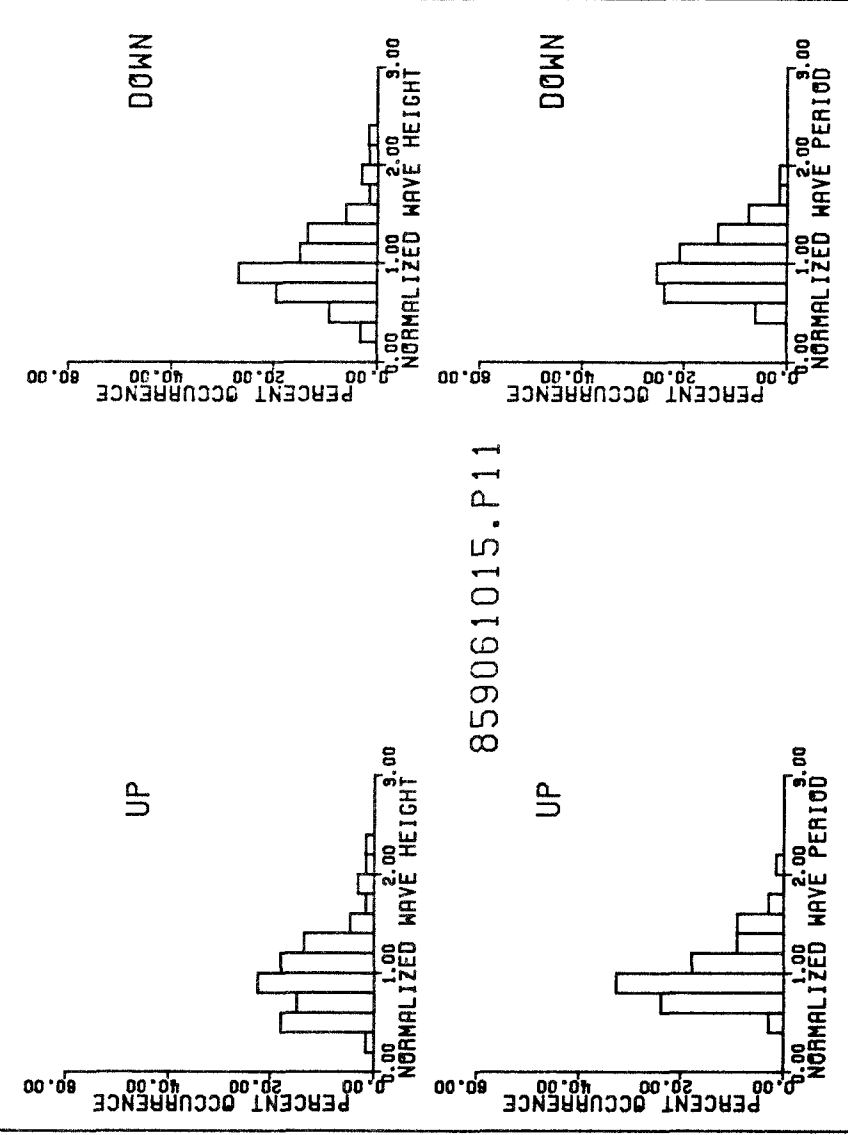 UP
60.00
40.00
20.00
0.00
PERCENT OCCURRENCE
0.00 1.00 2.00 3.00
NORMALIZED WAVE HEIGHT
DOWN
60.00
40.00
20.00
0.00
PERCENT OCCURRENCE
0.00 1.00 2.00 3.00
NORMALIZED WAVE HEIGHT
859061015.P11
UP
60.00
40.00
20.00
0.00
PERCENT OCCURRENCE
0.00 1.00 2.00 3.00
NORMALIZED WAVE PERIOD
DOWN
60.00
40.00
20.00
0.00
PERCENT OCCURRENCE
0.00 1.00 2.00 3.00
NORMALIZED WAVE PERIOD